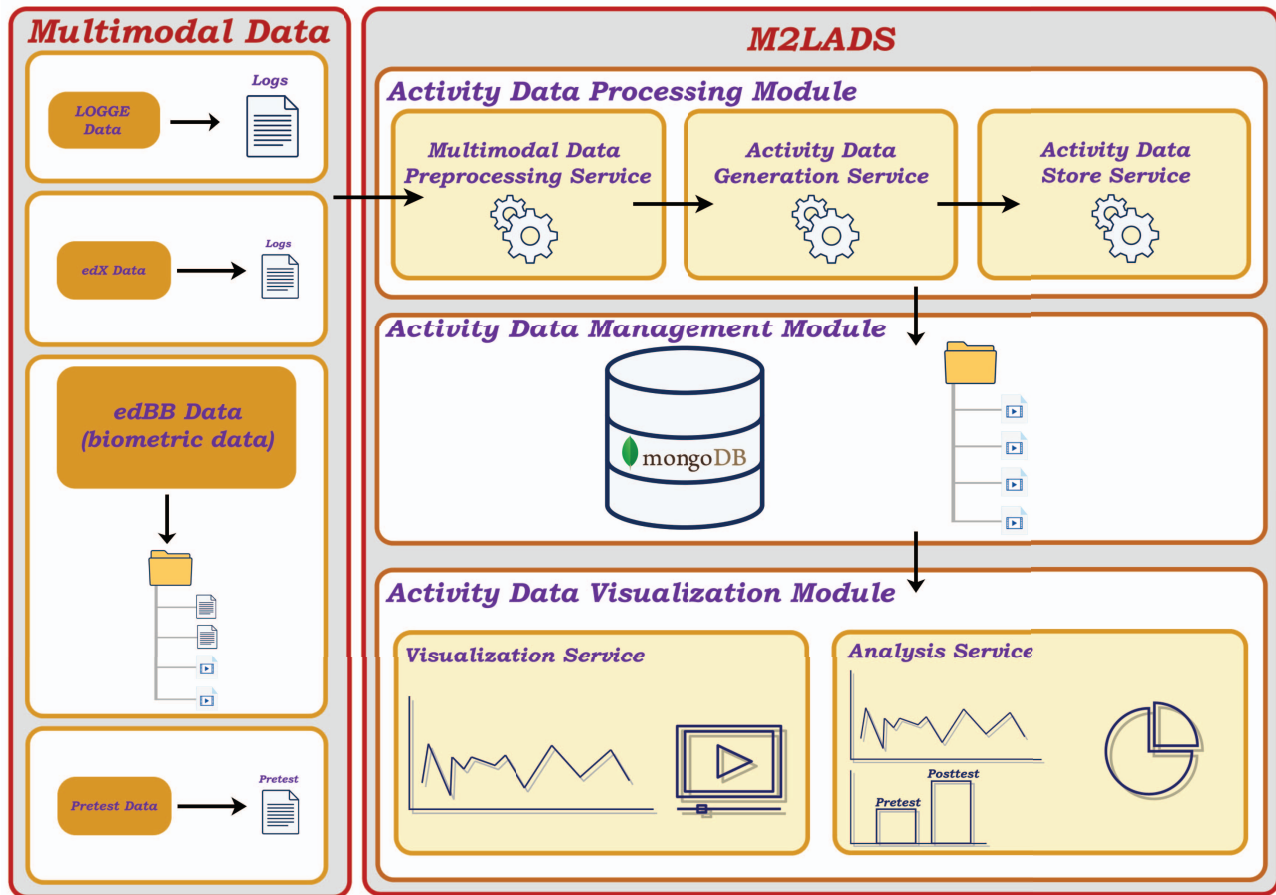 Multimodal Data
LOGGE
Data
Logs
edX Data
Logs
edBB Data
(biometric data)
Pretest Data
Pretest
M2LADS
Activity Data Processing Module
Multimodal Data
Preprocessing Service
Activity Data
Generation Service
Activity Data
Store Service
Activity Data Management Module
mongoDB
Activity Data Visualization Module
Visualization Service
Analysis Service
Pretest
Posttest